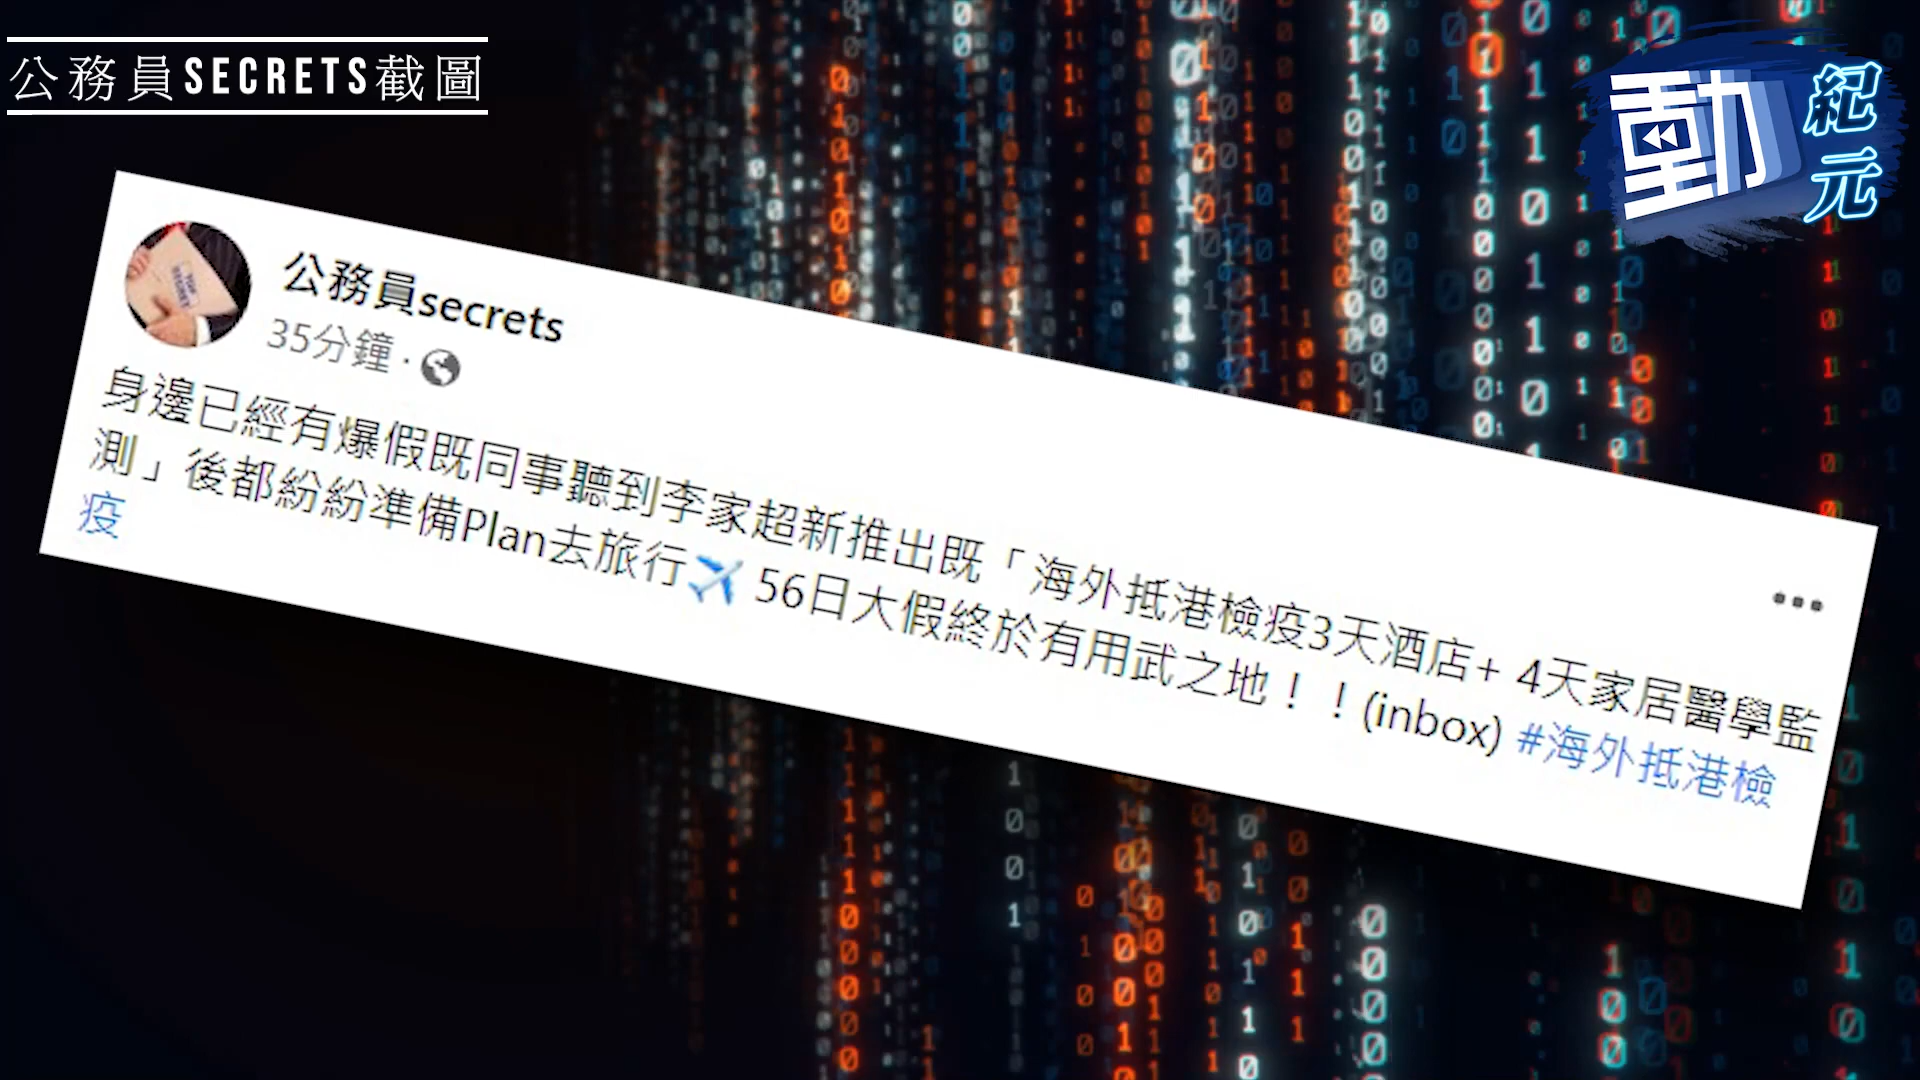 公務員SECRETS截圖
動
紀
元
公務員secrets
35分鐘 ·
身邊已經有爆假既同事聽到李家超新推出既「海外抵港檢疫3天酒店+ 4天家居醫學監
測」後都紛紛準備Plan去旅行✈️ 56日大假終於有用武之地！！(inbox) #海外抵港檢
疫